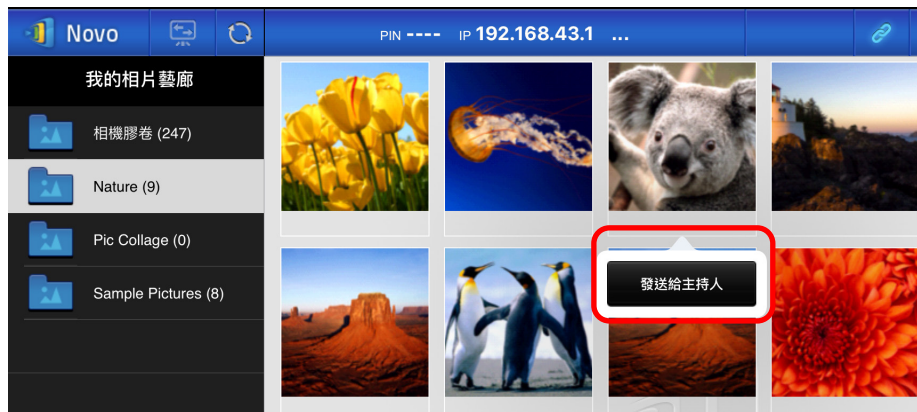 Novo
PIN ---- IP 192.168.43.1 ...
我的相片藝廊
相機膠卷 (247)
Nature (9)
Pic Collage (0)
Sample Pictures (8)
發送給主持人